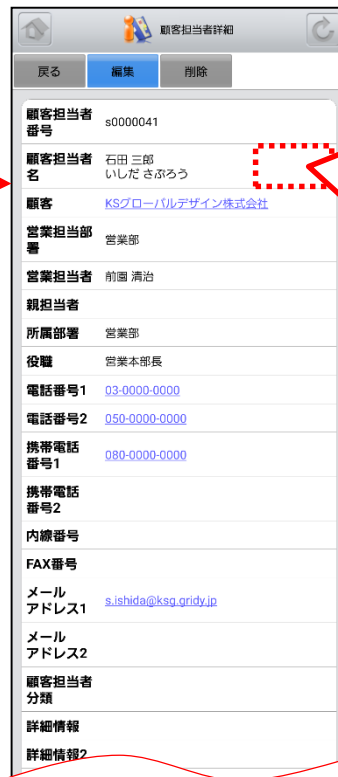 顧客担当者詳細
戻る
編集
削除
顧客担当者
番号
s0000041
顧客担当者
名
石田 三郎
いしだ さぶろう
顧客
KSグローバルデザイン株式会社
営業担当部
署
営業部
営業担当者
前園 清治
親担当者
所属部署
営業部
役職
営業本部長
電話番号1
03-0000-0000
電話番号2
050-0000-0000
携帯電話
番号1
080-0000-0000
携帯電話
番号2
内線番号
FAX番号
メール
アドレス1
s.ishida@ksg.gridy.jp
メール
アドレス2
顧客担当者
分類
詳細情報
詳細情報2